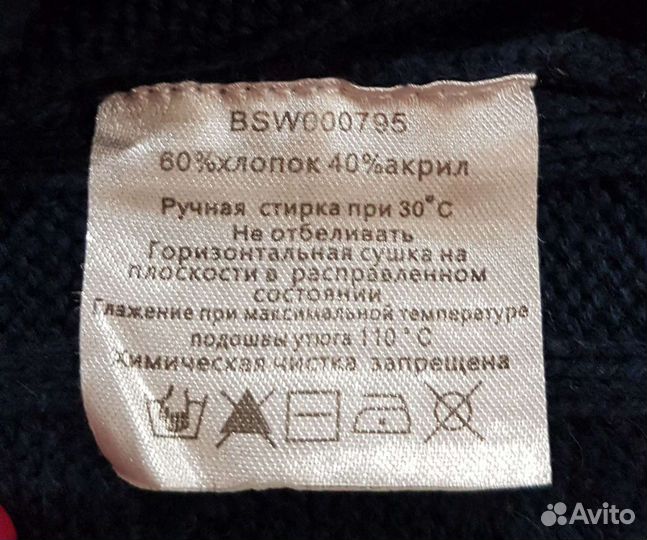 BSW000795
60%хлопок 40%акрил
Ручная стирка при 30°C
Не отбеливать
Горизонтальная сушка на
плоскости в расправленном
состоянии
Глажение при максимальной температуре
подошвы утюга 110°C
Химическая чистка запрещена
Avito